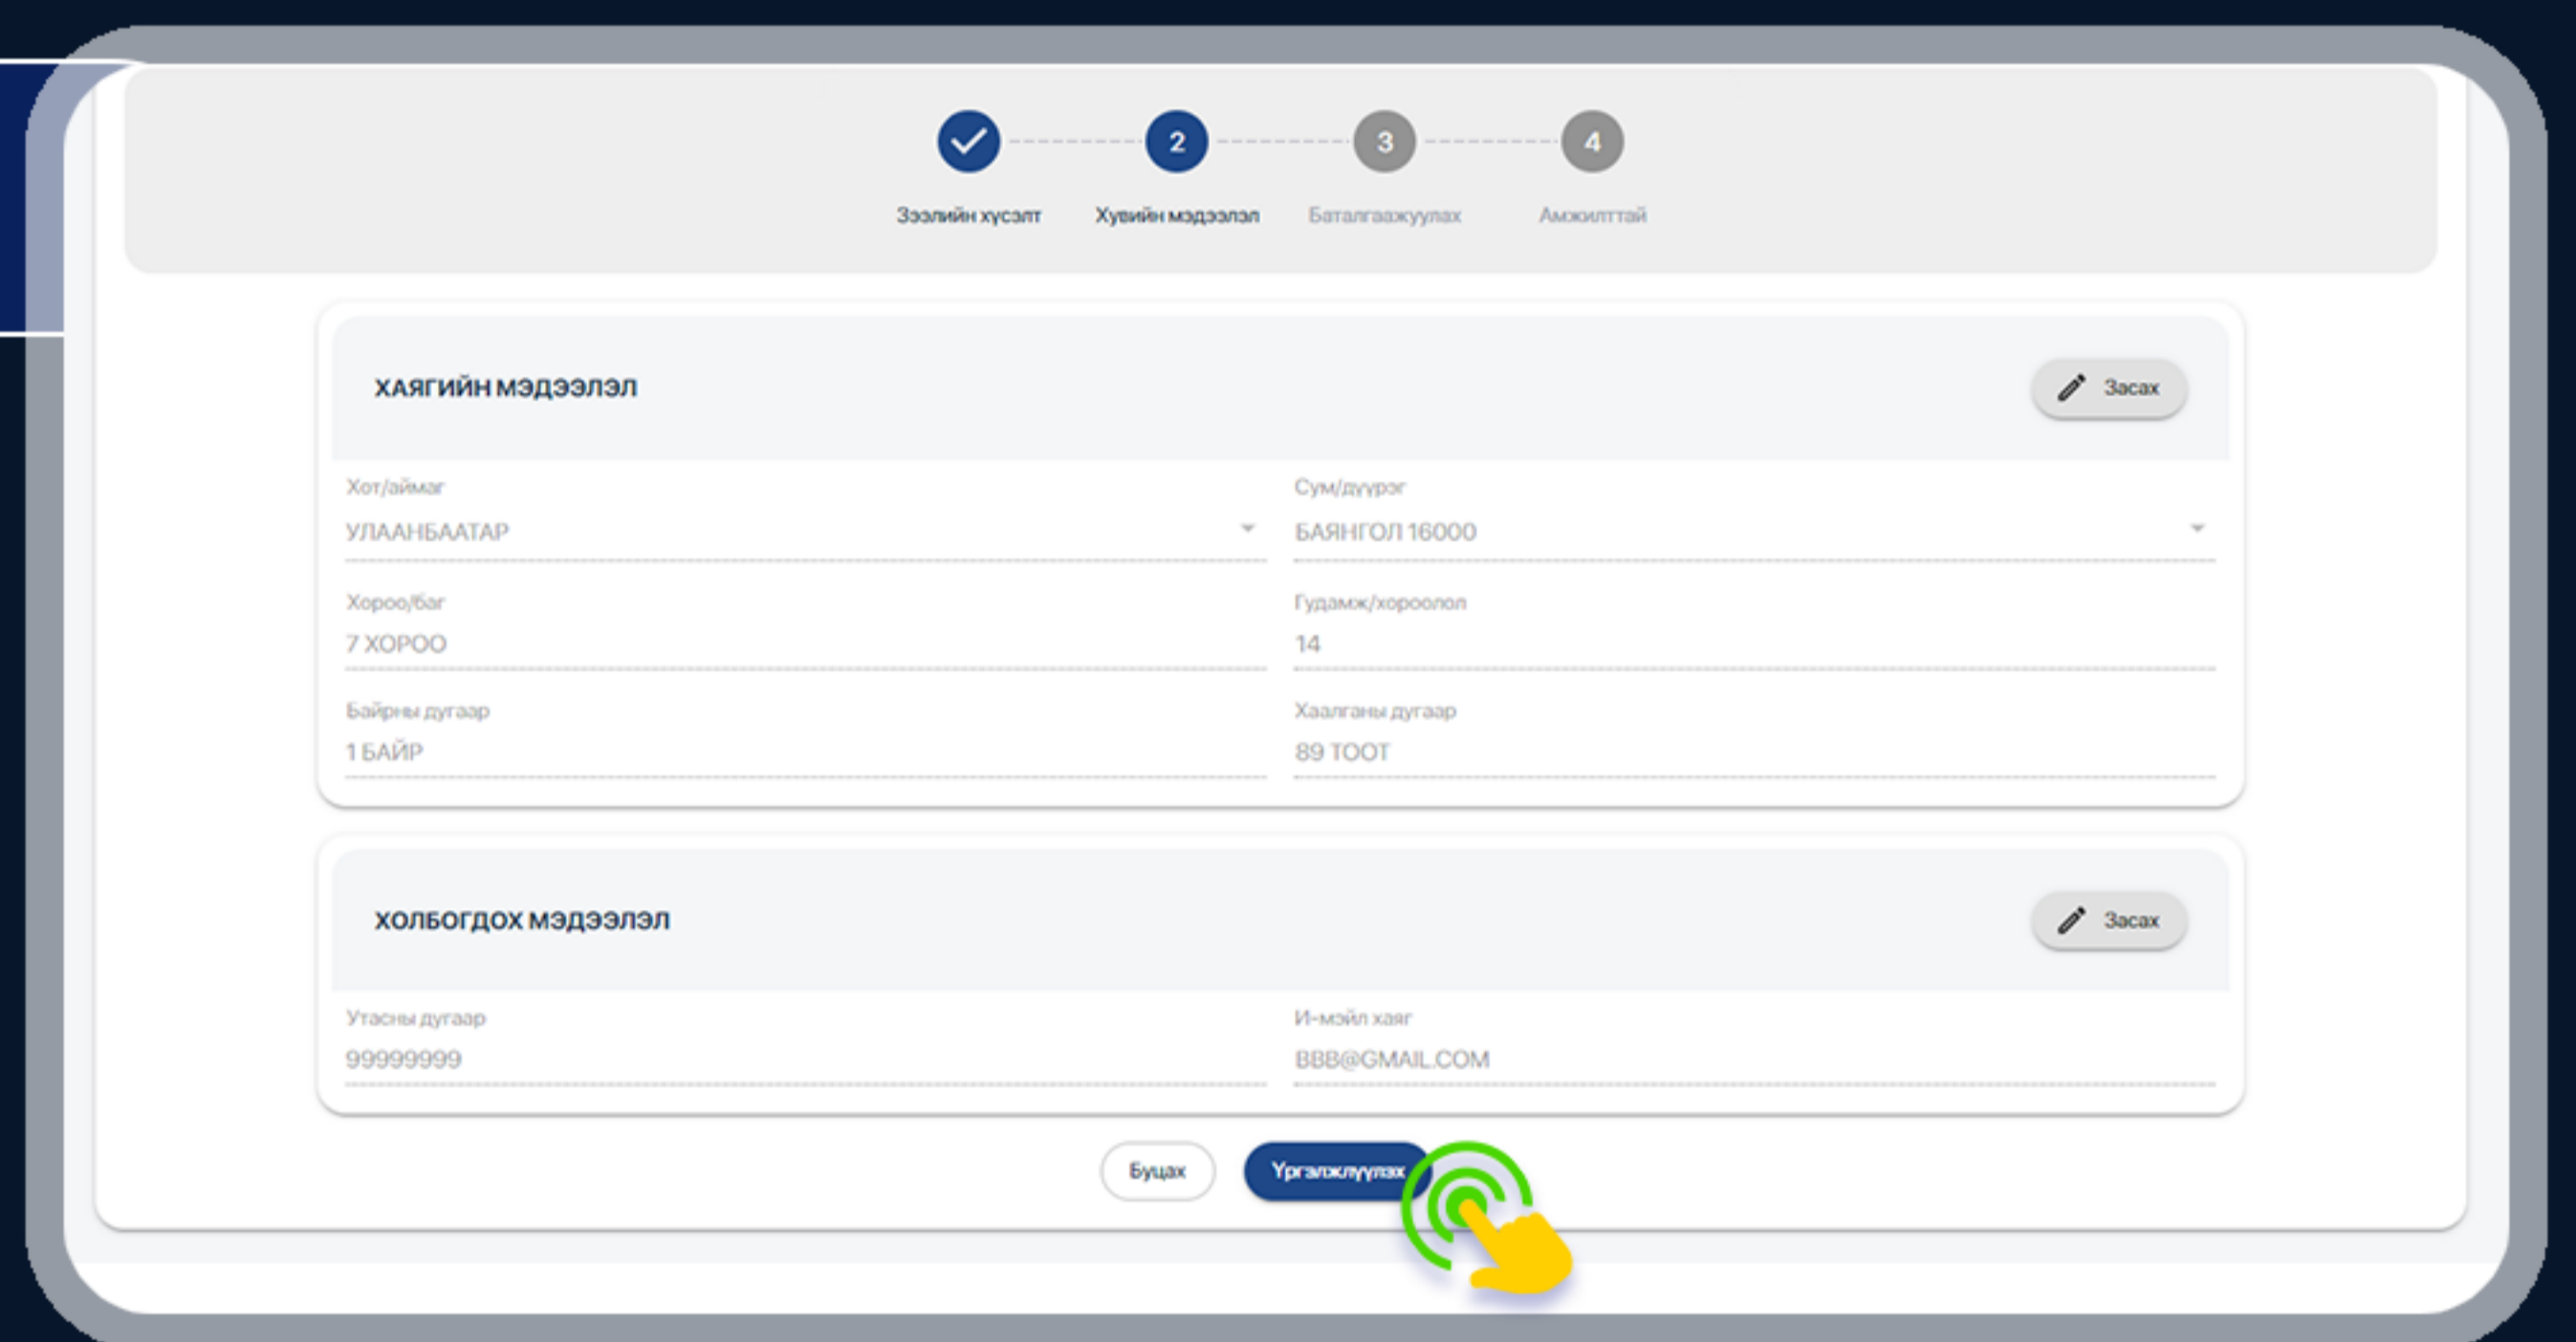 2 3 4
Зээлийн хүсэлт Хувийн мэдээлэл Баталгаажуулах Амжилттай
ХАЯГИЙН МЭДЭЭЛЭЛ Засах
Хот/аймаг Сум/дүүрэг
УЛААНБААТАР БАЯНГОЛ 16000
Хороо/баг Гудамж/хороолол
7 ХОРОО 14
Байрны дугаар Хаалганы дугаар
1 БАЙР 89 ТООТ
ХОЛБОГДОХ МЭДЭЭЛЭЛ Засах
Утасны дугаар И-мэйл хаяг
99999999 BBB@GMAIL.COM
Буцах Үргэлжлүүлэх